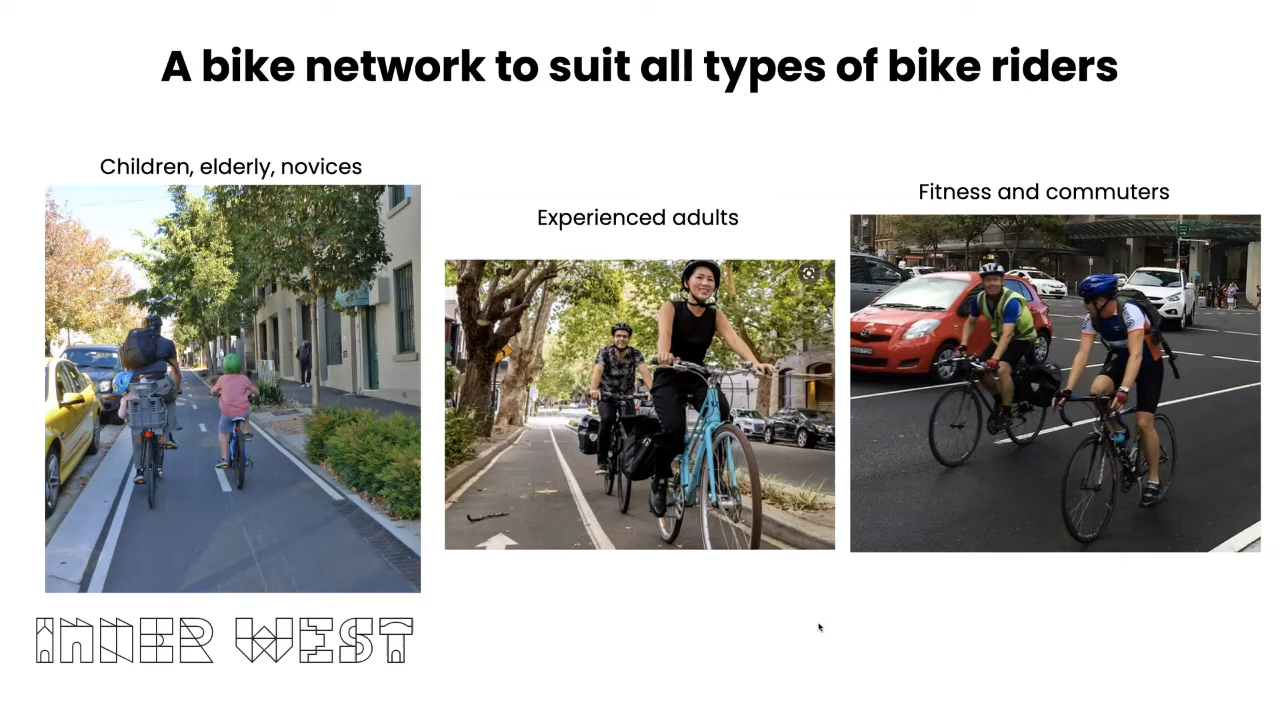 A bike network to suit all types of bike riders
Children, elderly, novices
Experienced adults
Fitness and commuters
INNER WEST